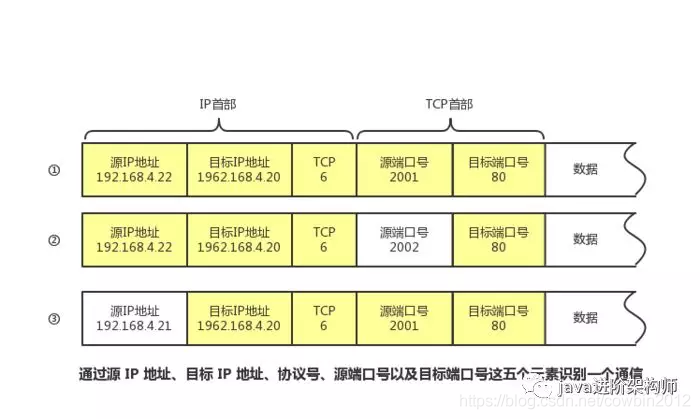 IP首部 TCP首部
① 源IP地址 目标IP地址 TCP 源端口号 目标端口号 数据
192.168.4.22 1962.168.4.20 6 2001 80
② 源IP地址 目标IP地址 TCP 源端口号 目标端口号 数据
192.168.4.22 1962.168.4.20 6 2002 80
③ 源IP地址 目标IP地址 TCP 源端口号 目标端口号 数据
192.168.4.21 1962.168.4.20 6 2001 80
通过源 IP 地址、目标 IP 地址、协议号、源端口号以及目标端口号这五个元素识别一个通信
java进阶架构师
https://blog.csdn.net/cowbin2012